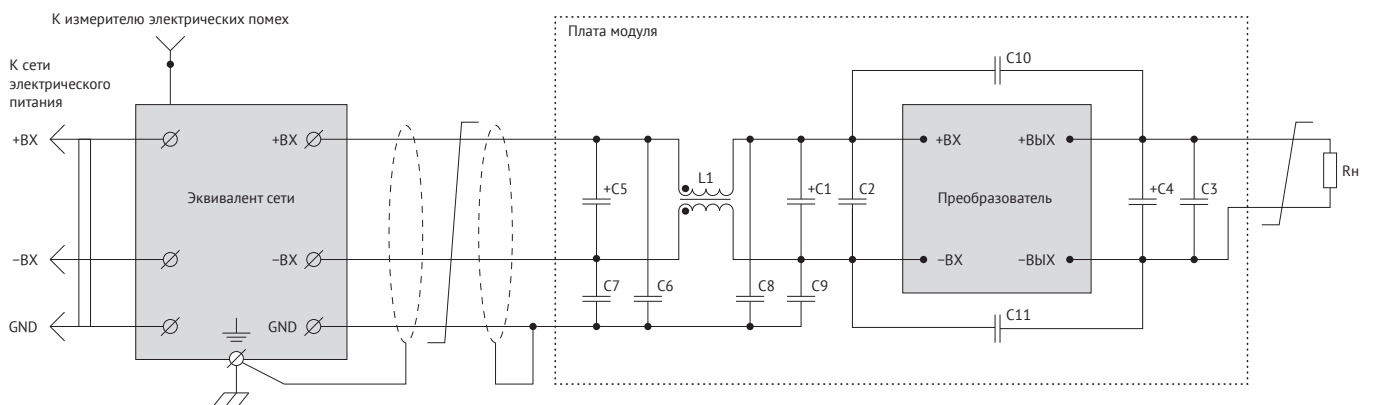 К измерителю электрических помех
К сети
электрического
питания
+ВХ
−ВХ
GND
Эквивалент сети
+ВХ
−ВХ
GND
Плата модуля
+C5
C7
C6
L1
C8
+C1
C9
C2
C10
C11
Преобразователь
+ВХ
−ВХ
+ВЫХ
−ВЫХ
+C4
C3
Rн